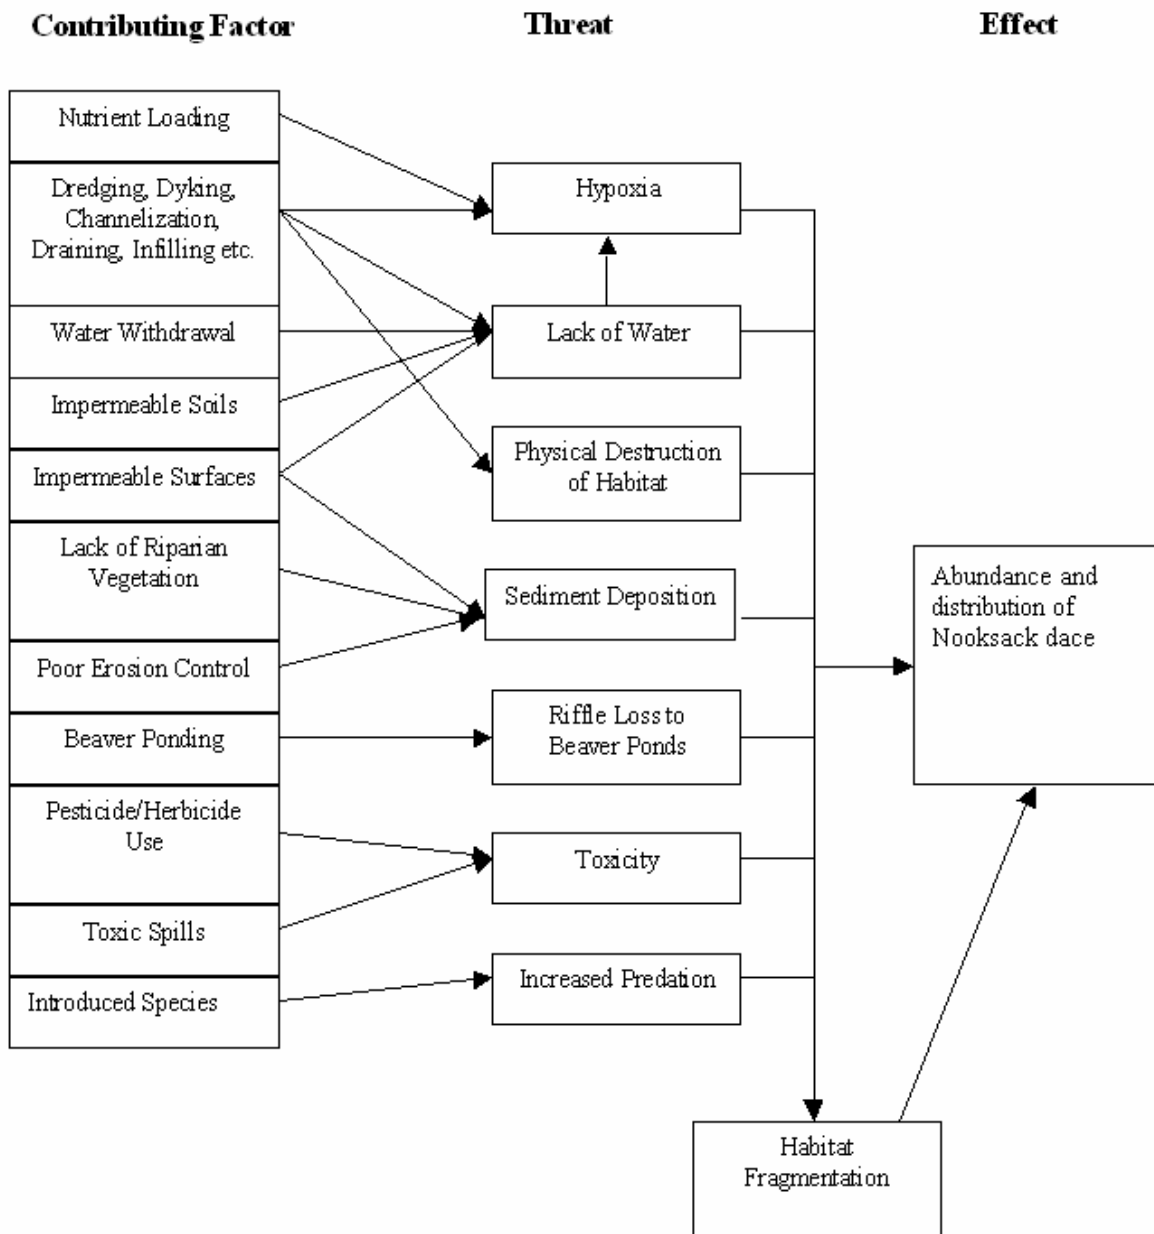 Contributing Factor
Threat
Effect
Nutrient Loading
Dredging, Dyking,
Channelization,
Draining, Infilling etc.
Water Withdrawal
Impermeable Soils
Impermeable Surfaces
Lack of Riparian
Vegetation
Poor Erosion Control
Beaver Ponding
Pesticide/Herbicide
Use
Toxic Spills
Introduced Species
Hypoxia
Lack of Water
Physical Destruction
of Habitat
Sediment Deposition
Riffle Loss to
Beaver Ponds
Toxicity
Increased Predation
Habitat
Fragmentation
Abundance and
distribution of
Nooksack dace